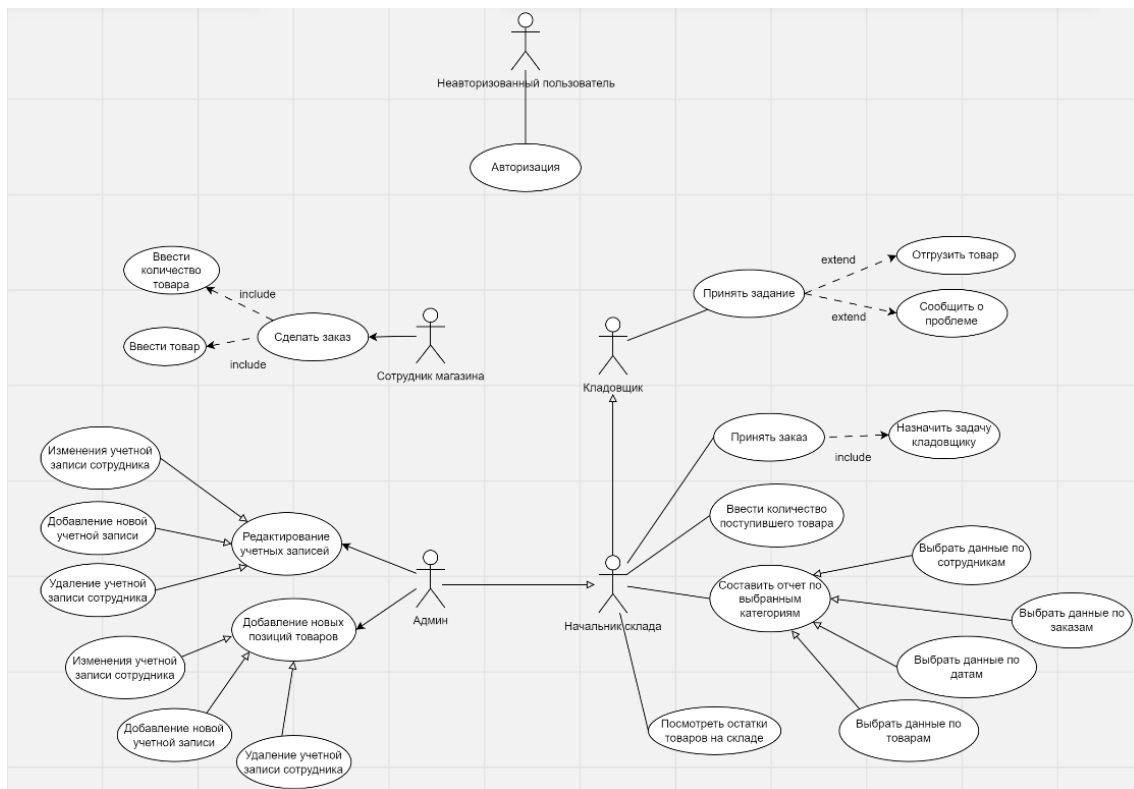 Неавторизованный пользователь
Авторизация
Ввести
количество
товара
include
Сделать заказ
Ввести товар
include
Сотрудник магазина
extend
Отгрузить товар
Принять задание
Сообщить о
проблеме
extend
Кладовщик
Принять заказ
Назначить задачу
кладовщику
include
Изменения учетной
записи сотрудника
Добавление новой
учетной записи
Редактирование
учетных записей
Удаление учетной
записи сотрудника
Админ
Добавление новых
позиций товаров
Изменения учетной
записи сотрудника
Добавление новой
учетной записи
Удаление учетной
записи сотрудника
Ввести количество
поступившего товара
Выбрать данные по
сотрудникам
Составить отчет по
выбранным
категориям
Начальник склада
Выбрать данные по
заказам
Выбрать данные по
датам
Выбрать данные по
товарам
Посмотреть остатки
товаров на складе